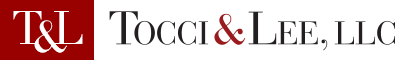 T&L TOCCI & LEE, LLC